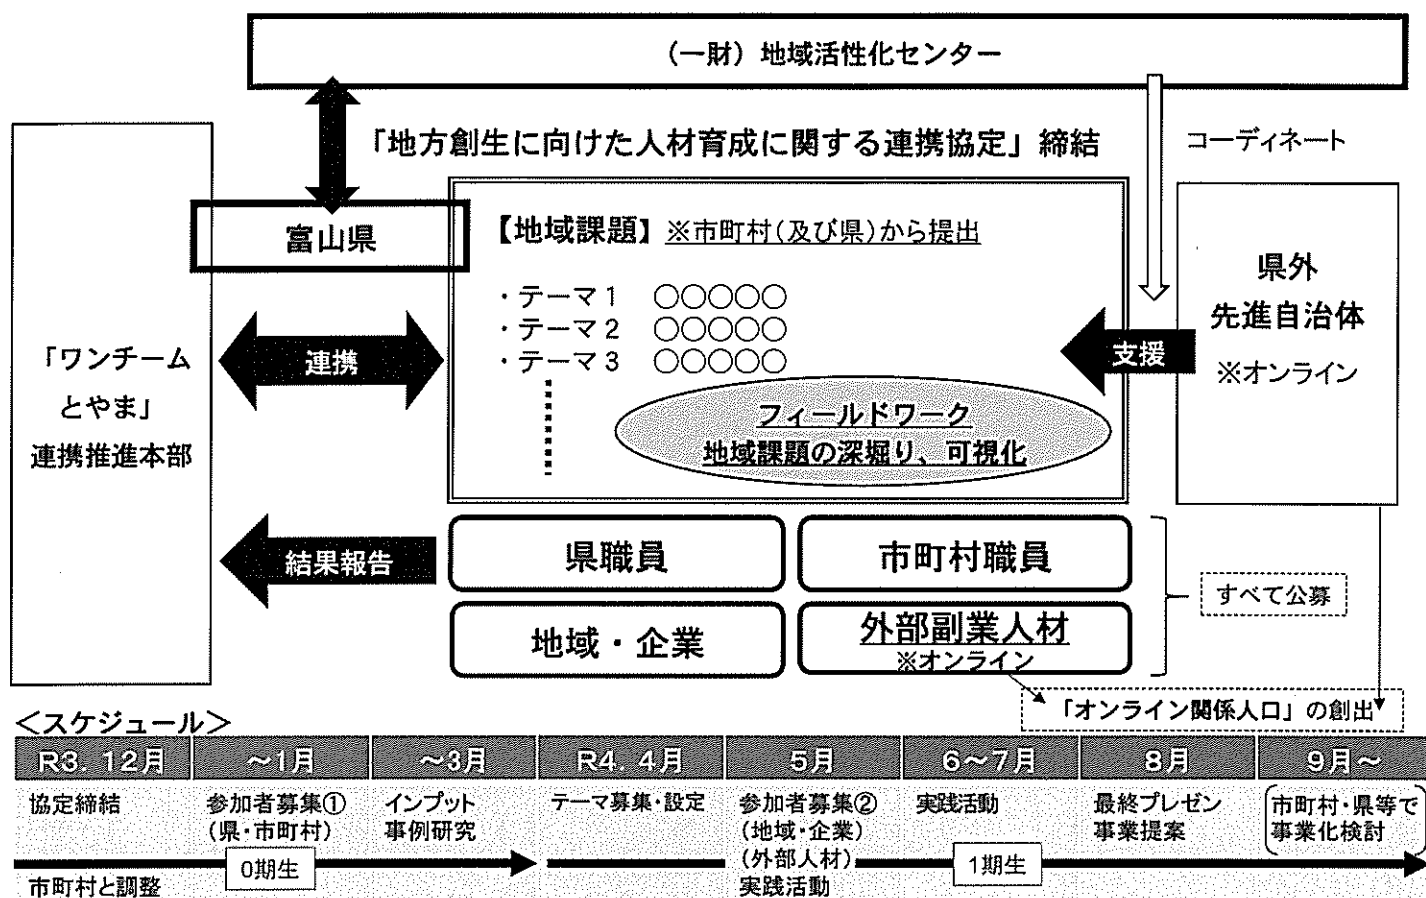 (一財)地域活性化センター
「地方創生に向けた人材育成に関する連携協定」締結
コーディネート
富山県
「ワンチーム
とやま」
連携推進本部
連携
【地域課題】※市町村(及び県)から提出
・テーマ1 ○○○○○
・テーマ2 ○○○○○
・テーマ3 ○○○○○
フィールドワーク
地域課題の深堀り、可視化
支援
県外
先進自治体
※オンライン
結果報告
県職員
市町村職員
地域・企業
外部副業人材
※オンライン
すべて公募
「オンライン関係人口」の創出
<スケジュール>
R3. 12月
~1月
~3月
R4. 4月
5月
6~7月
8月
9月~
協定締結
市町村と調整
参加者募集①
(県・市町村)
インプット
事例研究
0期生
テーマ募集・設定
参加者募集②
(地域・企業)
(外部人材)
実践活動
実践活動
1期生
最終プレゼン
事業提案
市町村・県等で
事業化検討